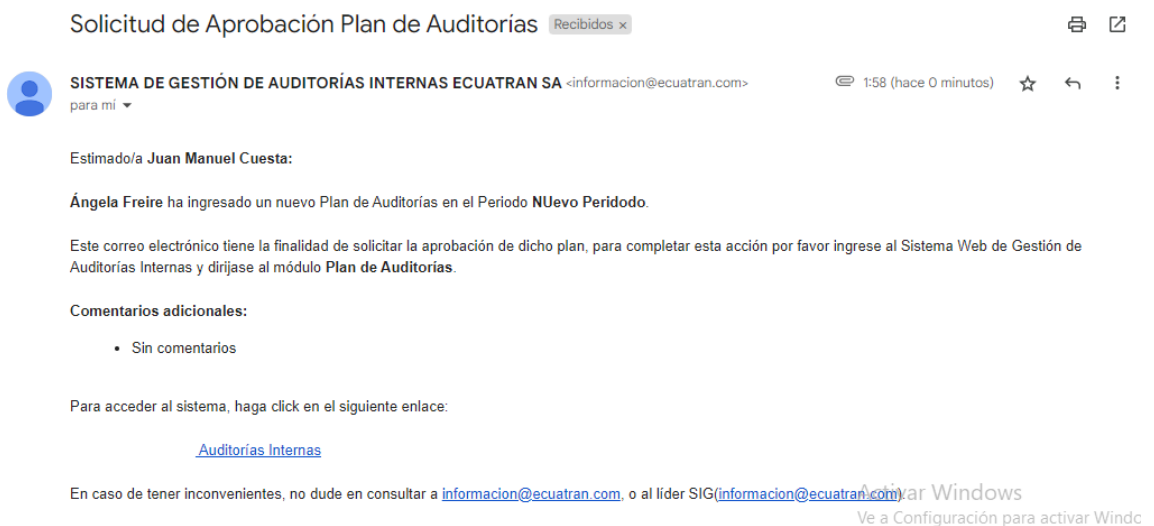 Solicitud de Aprobación Plan de Auditorías Recibidos ×
SISTEMA DE GESTIÓN DE AUDITORÍAS INTERNAS ECUATRAN SA <informacion@ecuatran.com> 1:58 (hace 0 minutos)
para mí
Estimado/a Juan Manuel Cuesta:
Ángela Freire ha ingresado un nuevo Plan de Auditorías en el Periodo NUevo Peridodo.
Este correo electrónico tiene la finalidad de solicitar la aprobación de dicho plan, para completar esta acción por favor ingrese al Sistema Web de Gestión de
Auditorías Internas y dirijase al módulo Plan de Auditorías.
Comentarios adicionales:
• Sin comentarios
Para acceder al sistema, haga click en el siguiente enlace:
Auditorías Internas
En caso de tener inconvenientes, no dude en consultar a informacion@ecuatran.com, o al líder SIG(informacion@ecuatran.com).
Activar Windows
Ve a Configuración para activar Windo